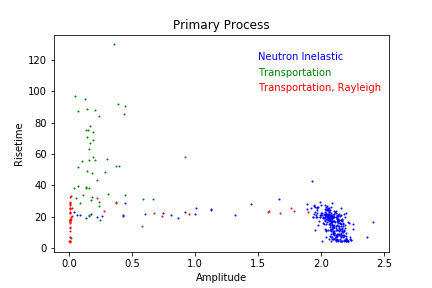 Primary Process
Neutron Inelastic
Transportation
Transportation, Rayleigh
120
100
80
60
40
20
0
Risetime
0.0 0.5 1.0 1.5 2.0 2.5
Amplitude